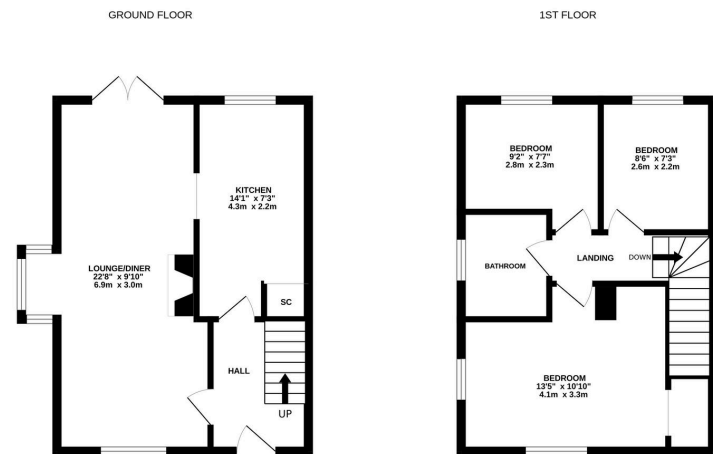 GROUND FLOOR
1ST FLOOR
KITCHEN
14'1" x 7'3"
4.3m x 2.2m
LOUNGE/DINER
22'8" x 9'10"
6.9m x 3.0m
SC
HALL
UP
BEDROOM
9'2" x 7'7"
2.8m x 2.3m
BEDROOM
8'6" x 7'3"
2.6m x 2.2m
BATHROOM
LANDING
DOWN
BEDROOM
13'5" x 10'10"
4.1m x 3.3m